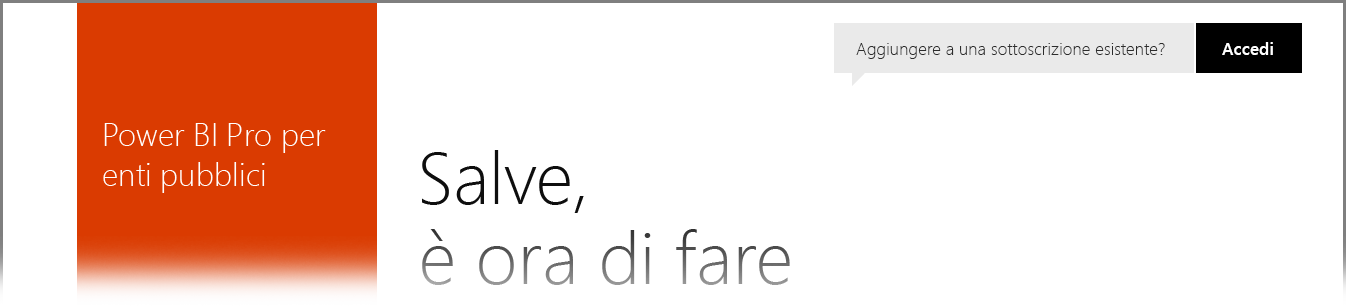 Aggiungere a una sottoscrizione esistente? Accedi
Power BI Pro per
enti pubblici
Salve,
è ora di fare